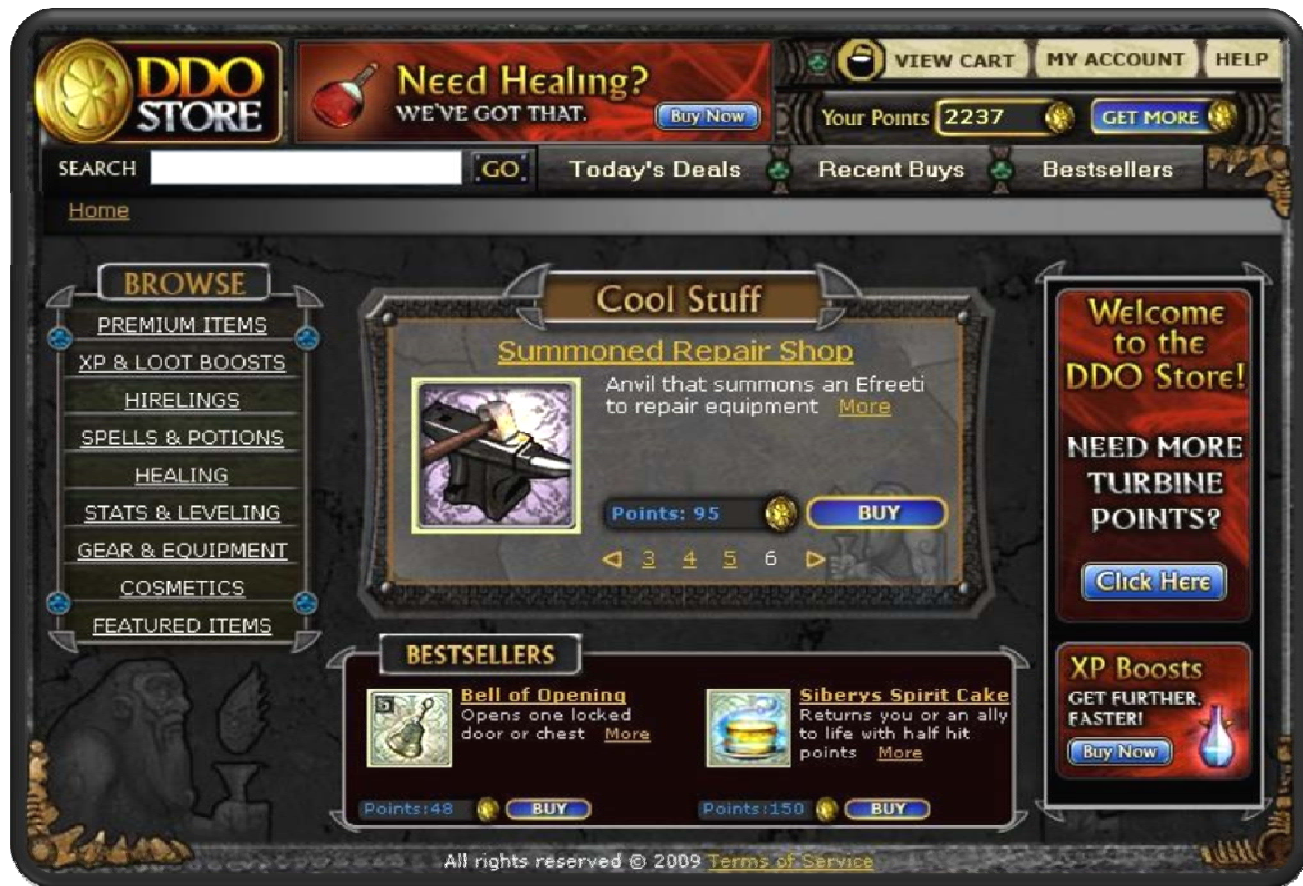 DDO
STORE
Need Healing?
WE'VE GOT THAT.
Buy Now
VIEW CART
MY ACCOUNT
HELP
Your Points 2237
GET MORE
SEARCH
GO
Today's Deals
Recent Buys
Bestsellers
Home
BROWSE
PREMIUM ITEMS
XP & LOOT BOOSTS
HIRELINGS
SPELLS & POTIONS
HEALING
STATS & LEVELING
GEAR & EQUIPMENT
COSMETICS
FEATURED ITEMS
Cool Stuff
Summoned Repair Shop
Anvil that summons an Efreeti
to repair equipment More
Points: 95
BUY
3 4 5 6
BESTSELLERS
Bell of Opening
Opens one locked
door or chest More
Points:48
BUY
Siberys Spirit Cake
Returns you or an ally
to life with half hit
points More
Points:150
BUY
Welcome
to the
DDO Store!
NEED MORE
TURBINE
POINTS?
Click Here
XP Boosts
GET FURTHER,
FASTER!
Buy Now
All rights reserved © 2009 Terms of Service